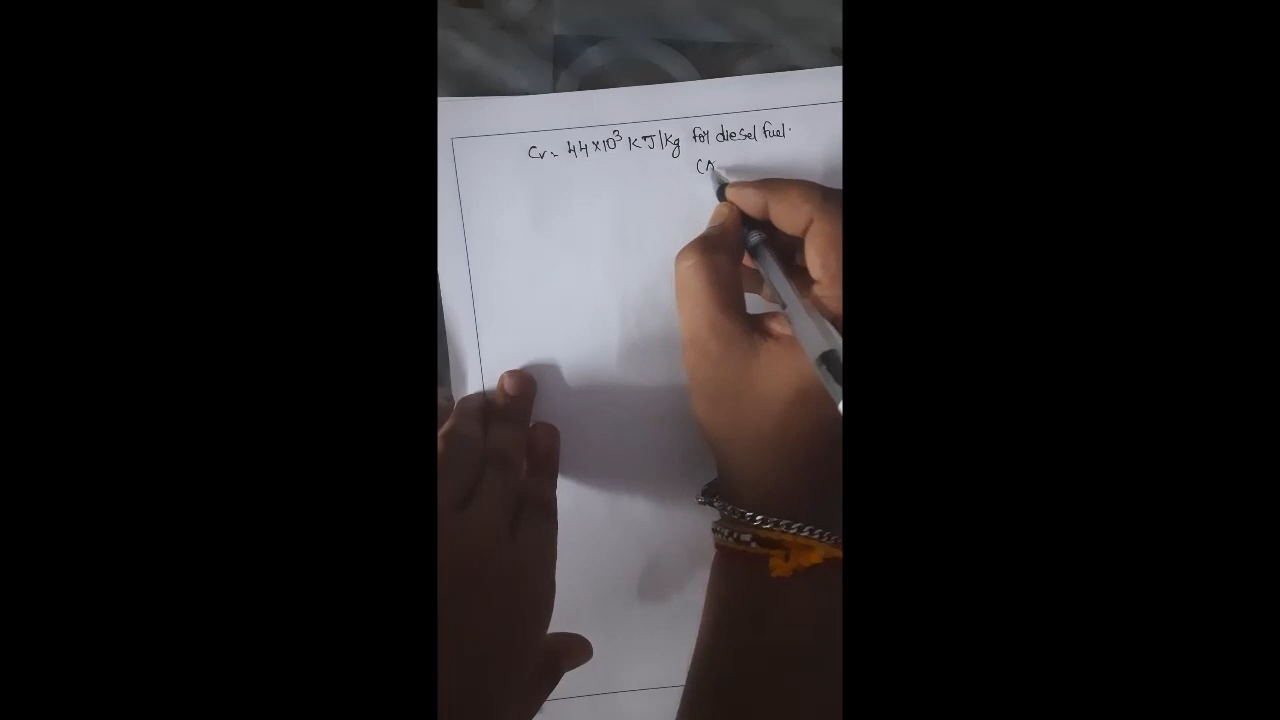 Cv = 44×10³ KJ/Kg for diesel fuel.
(A